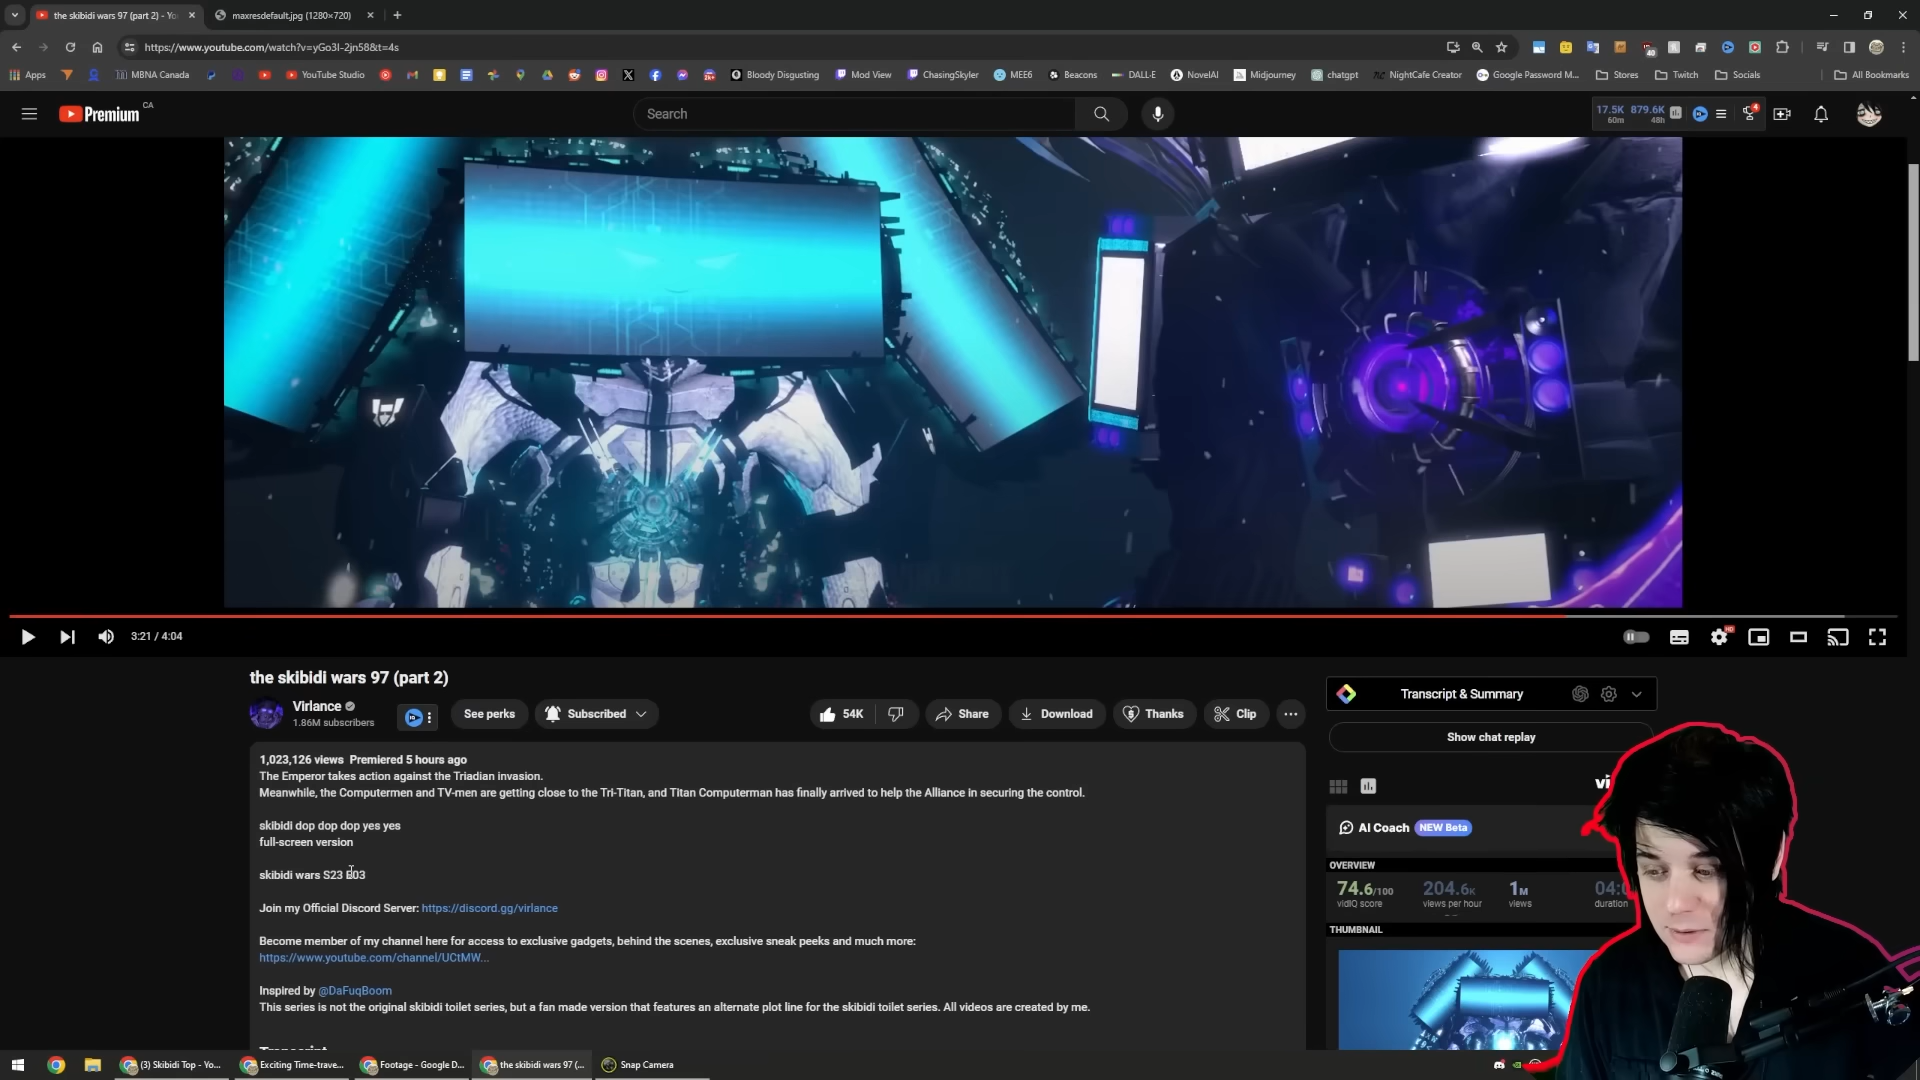 the skibidi wars 97 (part 2) - Yo
maxresdefault.jpg (1280×720)
https://www.youtube.com/watch?v=yGo3I-2jn58&t=4s
Apps
MBNA Canada
YouTube Studio
Bloody Disgusting
Mod View
ChasingSkyler
MEE6
Beacons
DALL-E
NovelAI
Midjourney
chatgpt
NightCafe Creator
Google Password M...
Stores
Twitch
Socials
All Bookmarks
Premium CA
Search
17.5K 879.6K
60m 48h
3:21 / 4:04
the skibidi wars 97 (part 2)
Virlance
1.86M subscribers
See perks
Subscribed
54K
Share
Download
Thanks
Clip
Transcript & Summary
Show chat replay
1,023,126 views Premiered 5 hours ago
The Emperor takes action against the Triadian invasion.
Meanwhile, the Computermen and TV-men are getting close to the Tri-Titan, and Titan Computerman has finally arrived to help the Alliance in securing the control.
skibidi dop dop dop yes yes
full-screen version
skibidi wars S23 E03
Join my Official Discord Server: https://discord.gg/virlance
Become member of my channel here for access to exclusive gadgets, behind the scenes, exclusive sneak peeks and much more:
https://www.youtube.com/channel/UCtMW...
Inspired by @DaFuqBoom
This series is not the original skibidi toilet series, but a fan made version that features an alternate plot line for the skibidi toilet series. All videos are created by me.
Transcript
vi
AI Coach NEW Beta
OVERVIEW
74.6/100 204.6K 1M 04:
vidIQ score views per hour views duration
THUMBNAIL
(3) Skibidi Top - Yo...
Exciting Time-trave...
Footage - Google D...
the skibidi wars 97 (...
Snap Camera